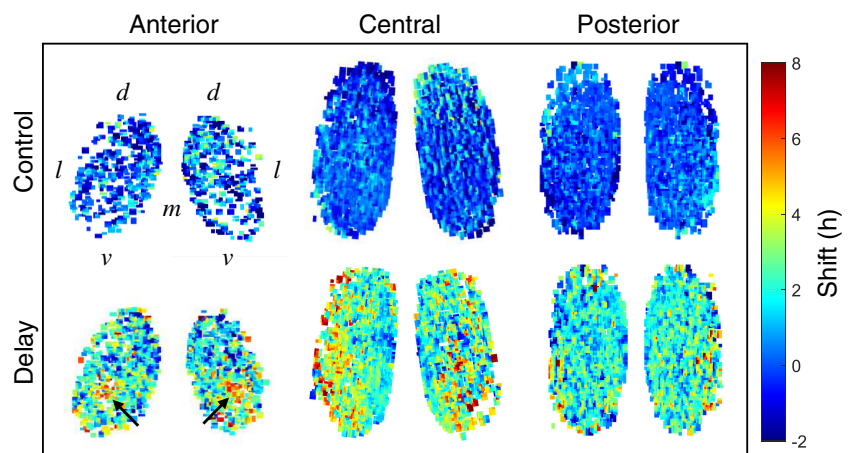 Anterior Central Posterior
Control
d d
l l
m
v v
Delay
8
6
4
2
0
-2
Shift (h)